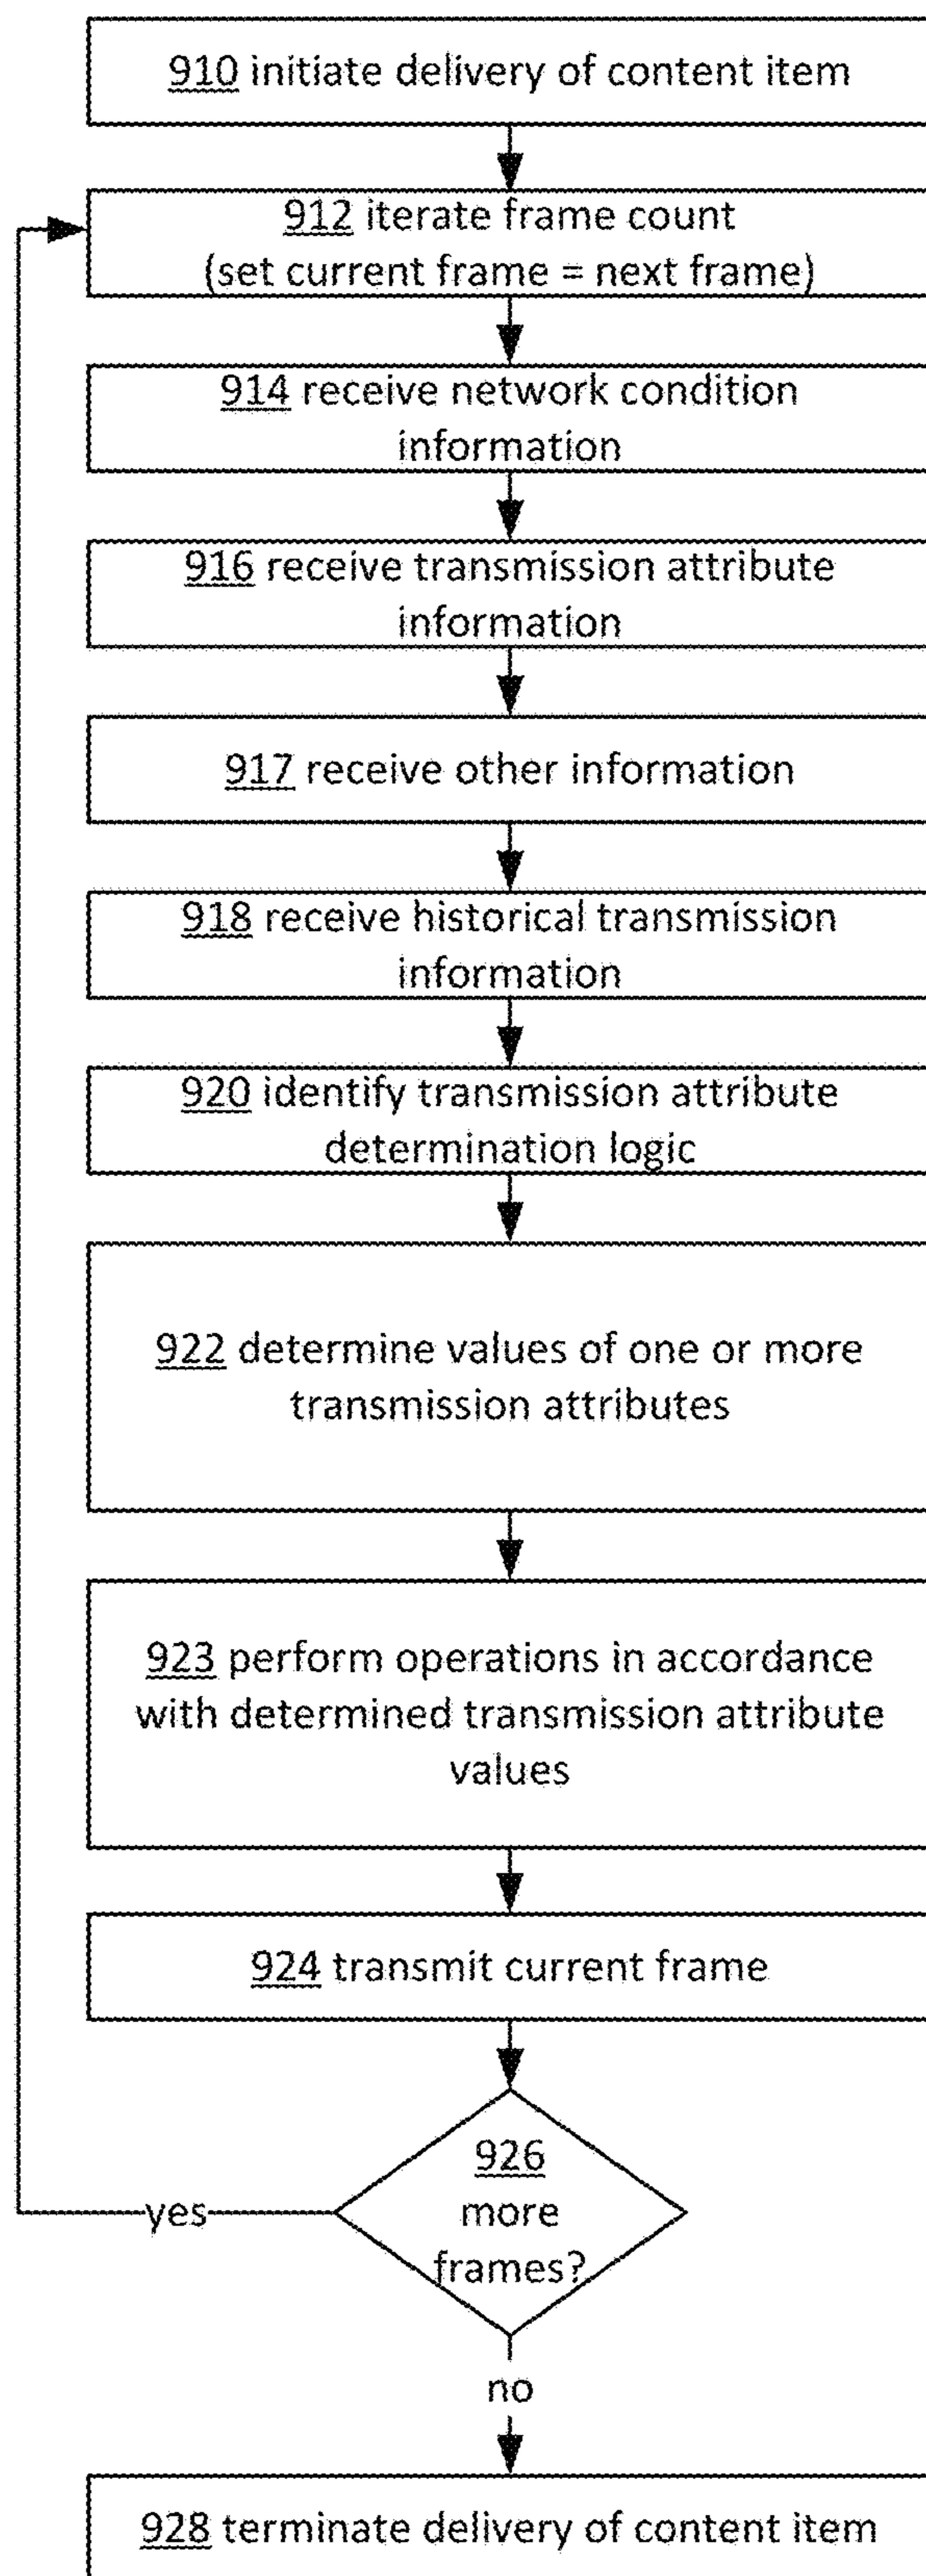 910 initiate delivery of content item
912 iterate frame count
(set current frame = next frame)
914 receive network condition
information
916 receive transmission attribute
information
917 receive other information
918 receive historical transmission
information
920 identify transmission attribute
determination logic
922 determine values of one or more
transmission attributes
923 perform operations in accordance
with determined transmission attribute
values
924 transmit current frame
926
more
frames?
yes
no
928 terminate delivery of content item